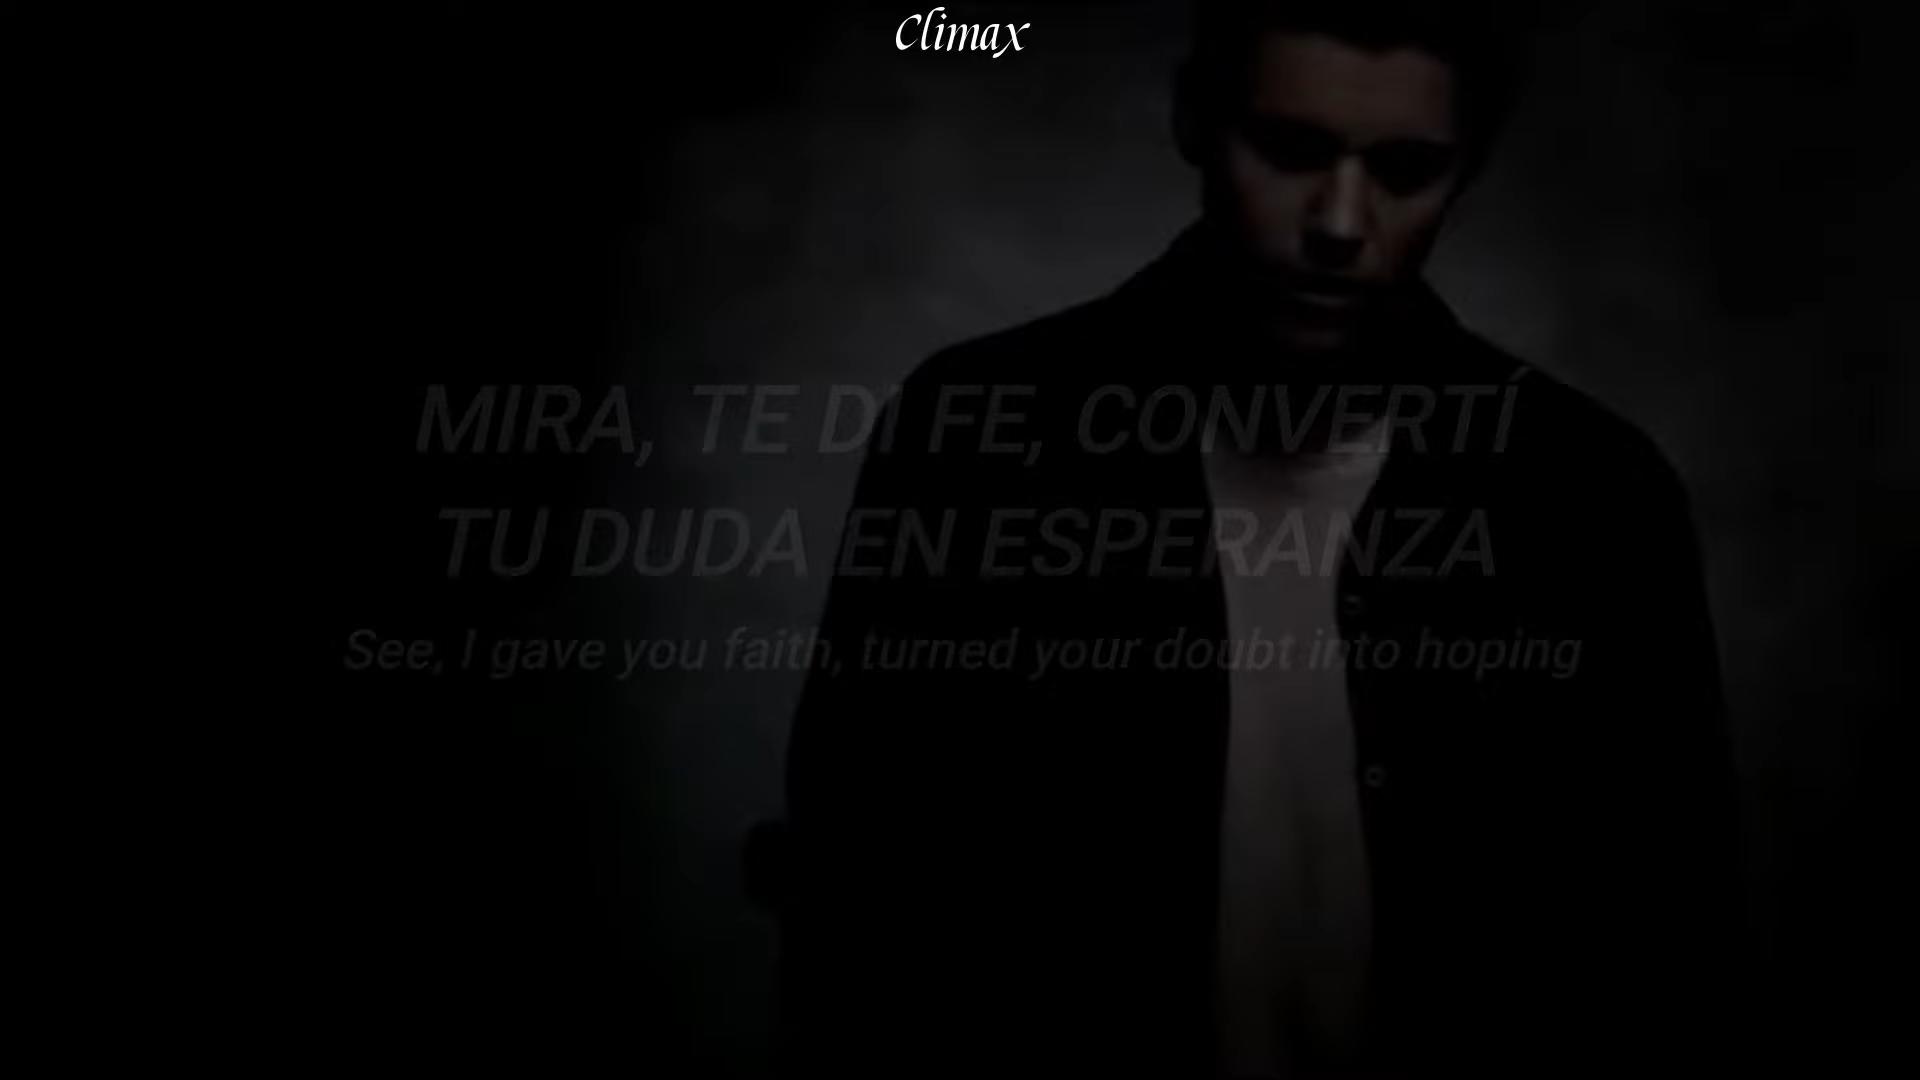 Climax
MIRA, TE DI FE, CONVERTÍ
TU DUDA EN ESPERANZA
See, I gave you faith, turned your doubt into hoping